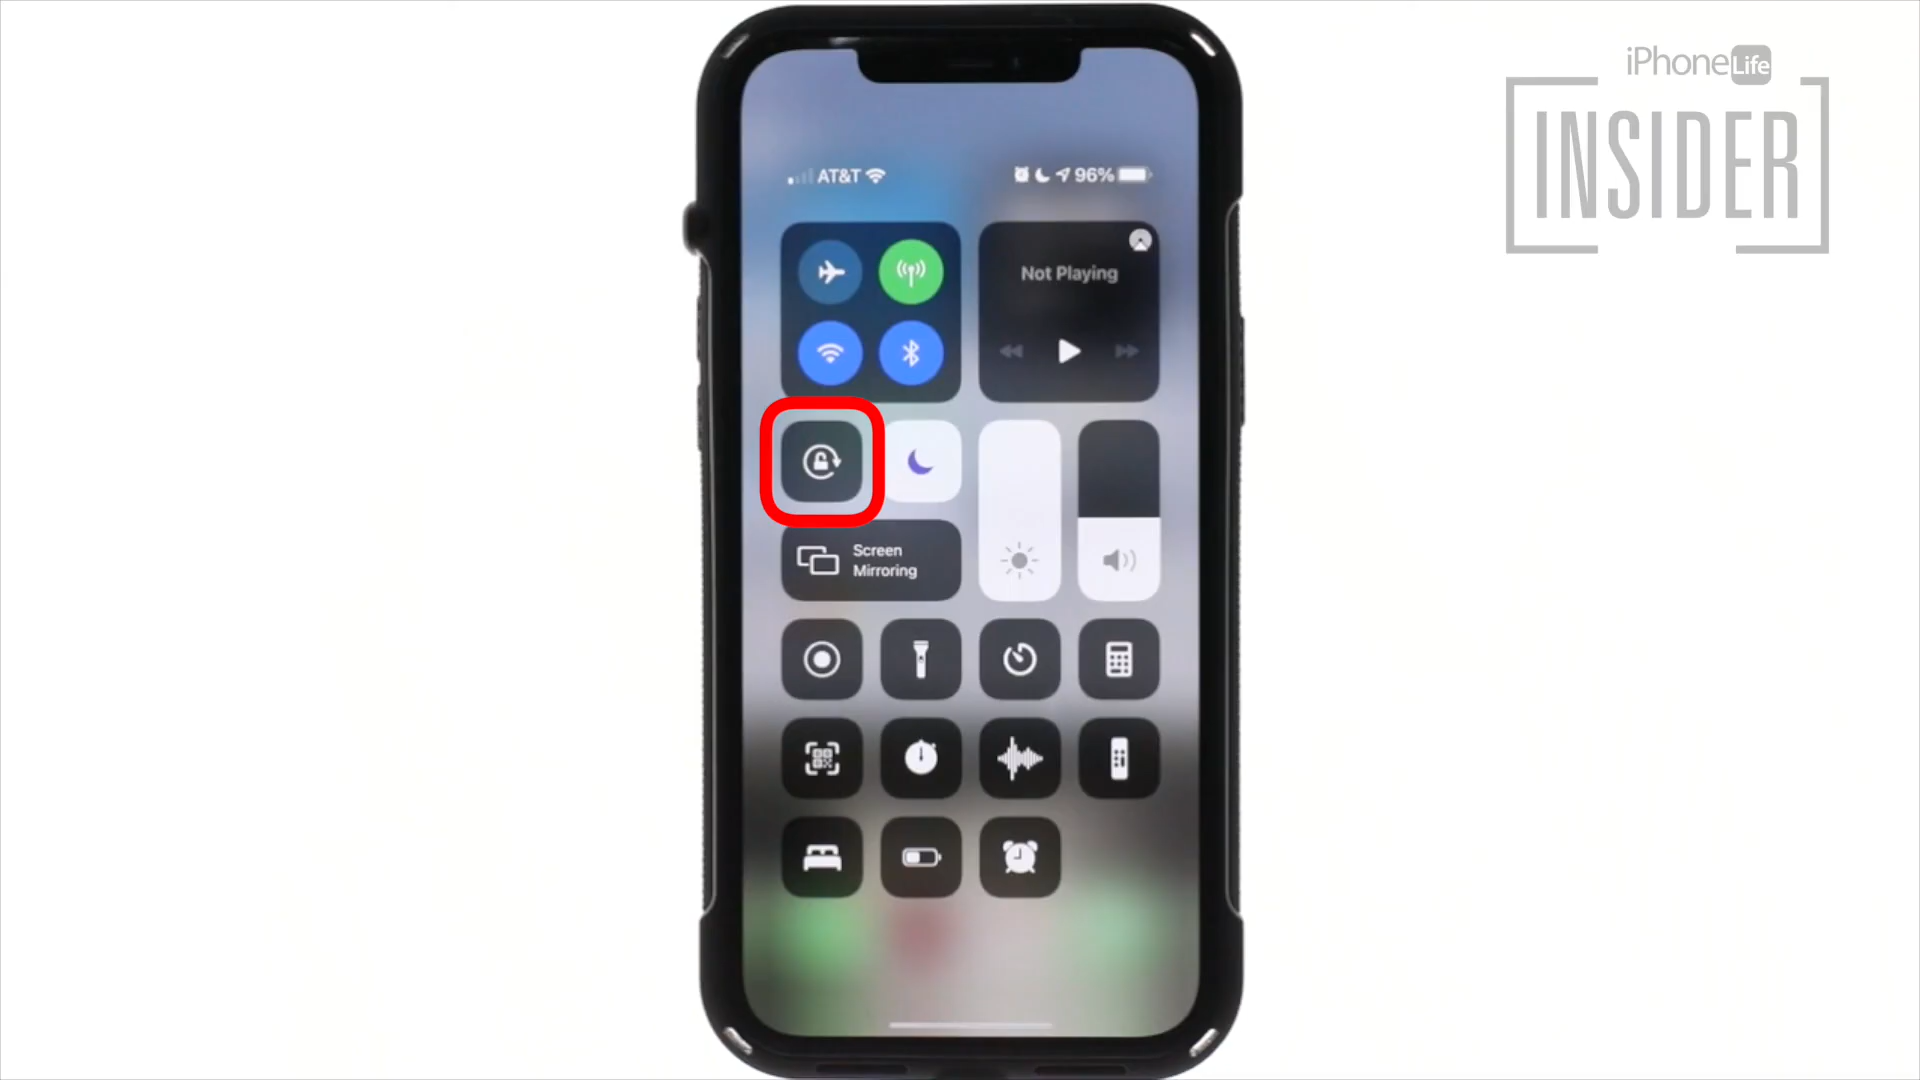 iPhoneLife
INSIDER
AT&T
96%
Not Playing
Screen
Mirroring